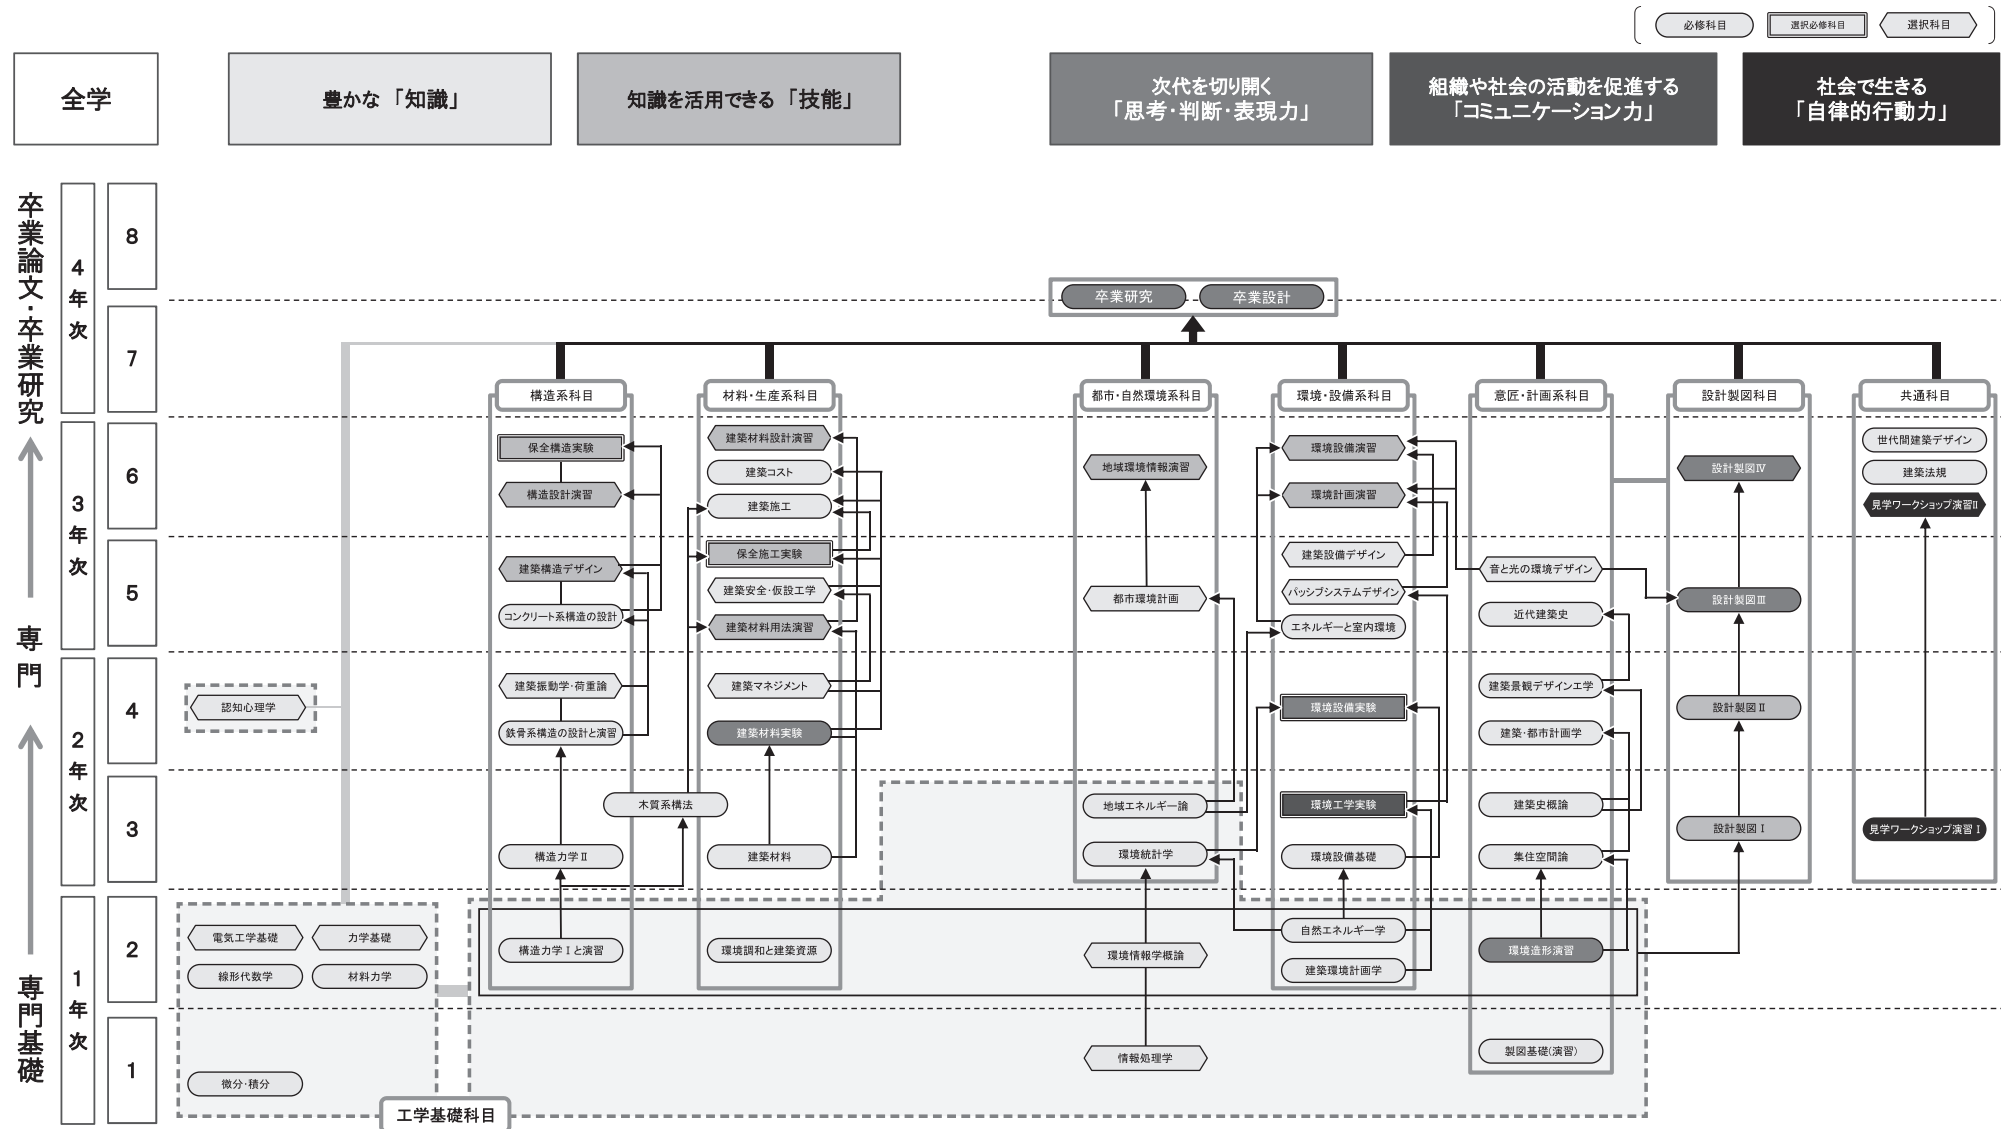 必修科目
選択必修科目
選択科目
全学
豊かな「知識」
知識を活用できる「技能」
次代を切り開く
「思考・判断・表現力」
組織や社会の活動を促進する
「コミュニケーション力」
社会で生きる
「自律的行動力」
卒業論文・卒業研究
専門
専門基礎
4年次
3年次
2年次
1年次
8
7
6
5
4
3
2
1
卒業研究
卒業設計
構造系科目
保全構造実験
構造設計演習
建築構造デザイン
コンクリート系構造の設計
建築振動学・荷重論
鉄骨系構造の設計と演習
木質系構法
構造力学Ⅱ
構造力学Ⅰと演習
材料・生産系科目
建築材料設計演習
建築コスト
建築施工
保全施工実験
建築安全・仮設工学
建築材料用法演習
建築マネジメント
建築材料実験
建築材料
環境調和と建築資源
都市・自然環境系科目
地域環境情報演習
都市環境計画
地域エネルギー論
環境統計学
環境情報学概論
情報処理学
環境・設備系科目
環境設備演習
環境計画演習
建築設備デザイン
パッシブシステムデザイン
エネルギーと室内環境
環境設備実験
環境工学実験
環境設備基礎
自然エネルギー学
建築環境計画学
意匠・計画系科目
音と光の環境デザイン
近代建築史
建築景観デザイン工学
建築・都市計画学
建築史概論
集住空間論
環境造形演習
製図基礎(演習)
設計製図科目
設計製図Ⅳ
設計製図Ⅲ
設計製図Ⅱ
設計製図Ⅰ
共通科目
世代間建築デザイン
建築法規
見学ワークショップ演習Ⅱ
見学ワークショップ演習Ⅰ
認知心理学
電気工学基礎
力学基礎
線形代数学
材料力学
微分・積分
工学基礎科目